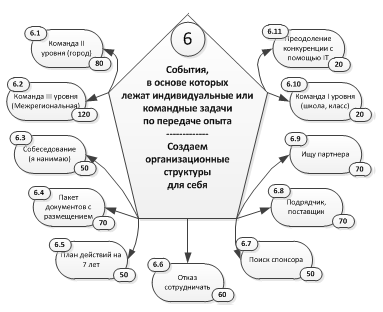 6
События,
в основе которых
лежат индивидуальные или
командные задачи
по передаче опыта
-------------
Создаем
организационные
структуры
для себя
6.1
Команда II
уровня (город)
80
6.2
Команда III уровня
(Межрегиональная)
120
6.3
Собеседование
(я нанимаю)
50
6.4
Пакет
документов с
размещением
70
6.5
План действий на
7 лет
50
6.6
Отказ
сотрудничать
60
6.7
Поиск спонсора
50
6.8
Подрядчик,
поставщик
70
6.9
Ищу партнера
70
6.10
Команда I уровня
(школа, класс)
20
6.11
Преодоление
конкуренции с
помощью IT
20